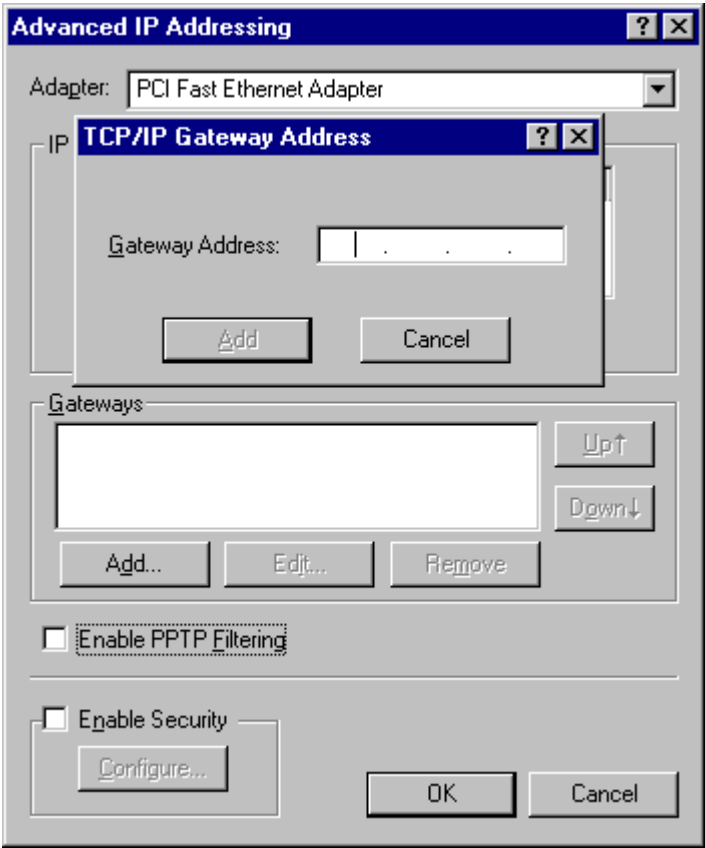 Advanced IP Addressing
Adapter: PCI Fast Ethernet Adapter
IP
TCP/IP Gateway Address
Gateway Address: . . .
Add Cancel
Gateways
Up↑
Down↓
Add... Edit... Remove
Enable PPTP Filtering
Enable Security
Configure...
OK Cancel